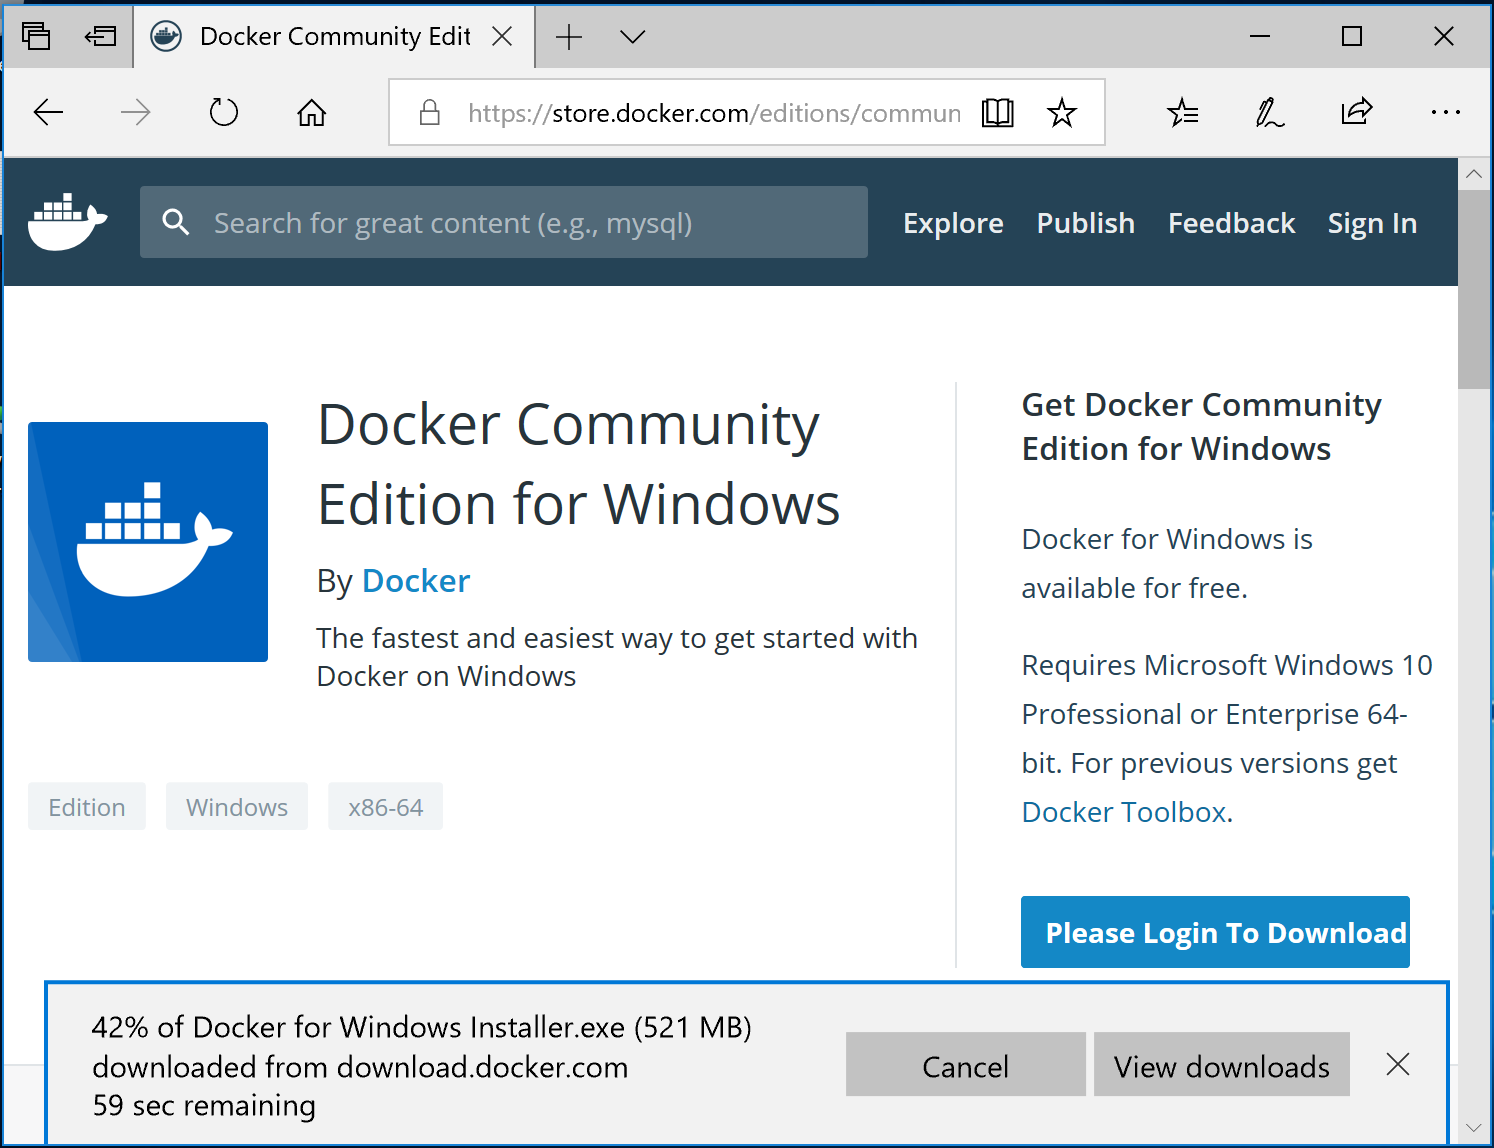 Docker Community Edit
https://store.docker.com/editions/commun
Search for great content (e.g., mysql)
Explore
Publish
Feedback
Sign In
Docker Community
Edition for Windows
By Docker
The fastest and easiest way to get started with
Docker on Windows
Edition
Windows
x86-64
Get Docker Community
Edition for Windows
Docker for Windows is
available for free.
Requires Microsoft Windows 10
Professional or Enterprise 64-
bit. For previous versions get
Docker Toolbox.
Please Login To Download
42% of Docker for Windows Installer.exe (521 MB)
downloaded from download.docker.com
59 sec remaining
Cancel
View downloads